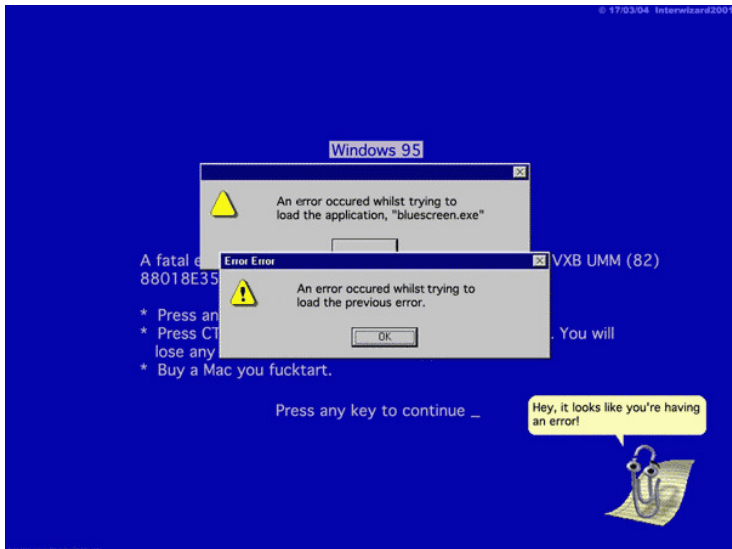 © 17/03/04 Interwizard2001
Windows 95
An error occured whilst trying to
load the application, "bluescreen.exe"
A fatal e
VXB UMM (82)
88018E35
Error Error
An error occured whilst trying to
load the previous error.
OK
* Press an
* Press CT
. You will
lose any
* Buy a Mac you fucktart.
Press any key to continue _
Hey, it looks like you're having
an error!